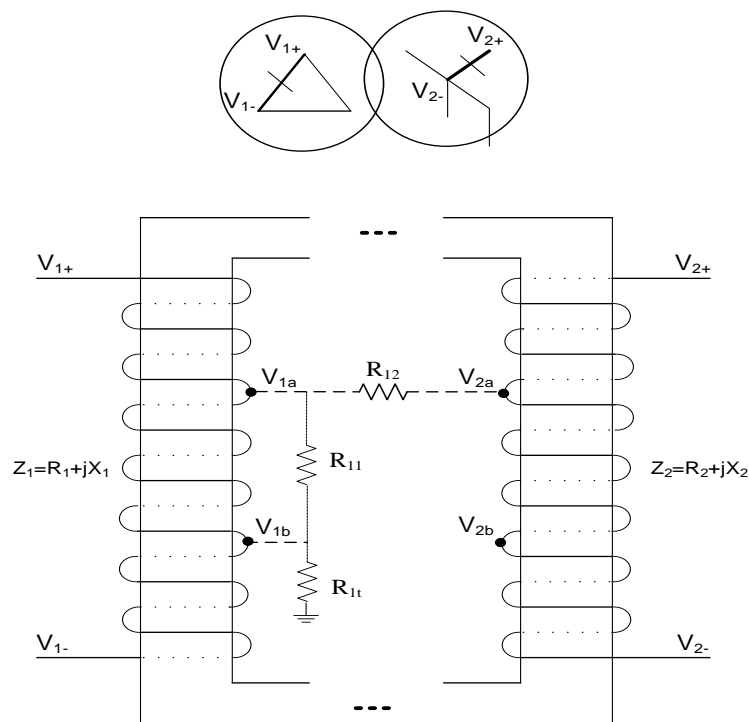 V1+
V2+
V1-
V2-
V1+
V2+
V1a
R12
V2a
R11
Z1=R1+jX1
Z2=R2+jX2
V1b
V2b
R1t
V1-
V2-